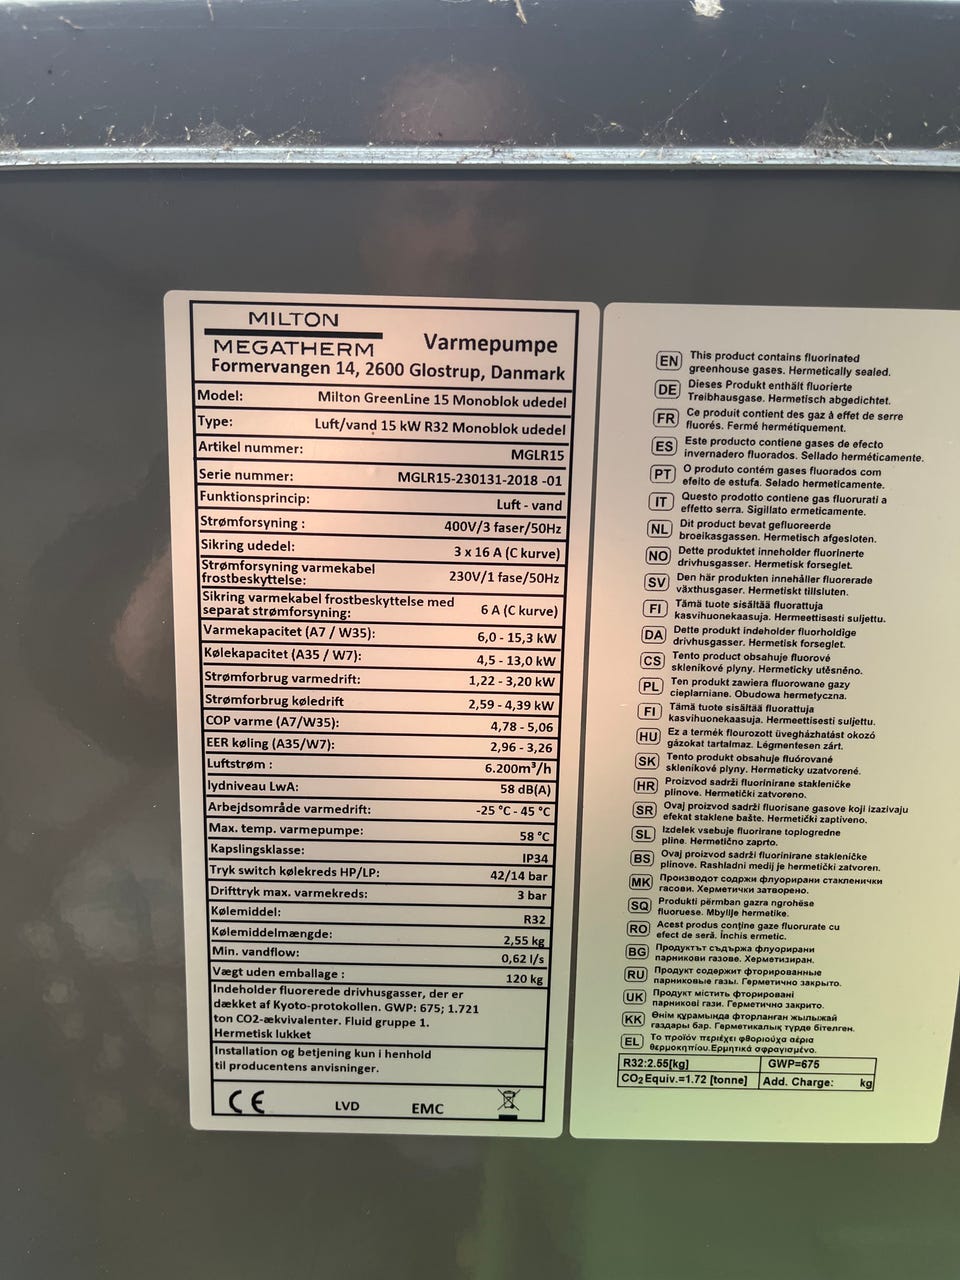 MILTON
MEGATHERM
Varmepumpe
Formervangen 14, 2600 Glostrup, Danmark
Model: Milton GreenLine 15 Monoblok udedel
Type: Luft/vand 15 kW R32 Monoblok udedel
Artikel nummer: MGLR15
Serie nummer: MGLR15-230131-2018 -01
Funktionsprincip: Luft - vand
Strømforsyning : 400V/3 faser/50Hz
Sikring udedel: 3 x 16 A (C kurve)
Strømforsyning varmekabel
frostbeskyttelse: 230V/1 fase/50Hz
Sikring varmekabel frostbeskyttelse med
separat strømforsyning: 6 A (C kurve)
Varmekapacitet (A7 / W35): 6,0 - 15,3 kW
Kølekapacitet (A35 / W7): 4,5 - 13,0 kW
Strømforbrug varmedrift: 1,22 - 3,20 kW
Strømforbrug køledrift 2,59 - 4,39 kW
COP varme (A7/W35): 4,78 - 5,06
EER køling (A35/W7): 2,96 - 3,26
Luftstrøm : 6.200m³/h
lydniveau LwA: 58 dB(A)
Arbejdsområde varmedrift: -25 °C - 45 °C
Max. temp. varmepumpe: 58 °C
Kapslingsklasse: IP34
Tryk switch kølekreds HP/LP: 42/14 bar
Drifttryk max. varmekreds: 3 bar
Kølemiddel: R32
Kølemiddelmængde: 2,55 kg
Min. vandflow: 0,62 l/s
Vægt uden emballage : 120 kg
Indeholder fluorerede drivhusgasser, der er
dækket af Kyoto-protokollen. GWP: 675; 1.721
ton CO2-ækvivalenter. Fluid gruppe 1.
Hermetisk lukket
Installation og betjening kun i henhold
til producentens anvisninger.
CE LVD EMC
EN This product contains fluorinated
greenhouse gases. Hermetically sealed.
DE Dieses Produkt enthält fluorierte
Treibhausgase. Hermetisch abgedichtet.
FR Ce produit contient des gaz à effet de serre
fluorés. Fermé hermétiquement.
ES Este producto contiene gases de efecto
invernadero fluorados. Sellado herméticamente.
PT O produto contém gases fluorados com
efeito de estufa. Selado hermeticamente.
IT Questo prodotto contiene gas fluorurati a
effetto serra. Sigillato ermeticamente.
NL Dit product bevat gefluoreerde
broeikasgassen. Hermetisch afgesloten.
NO Dette produktet inneholder fluorinerte
drivhusgasser. Hermetisk forseglet.
SV Den här produkten innehåller fluorerade
växthusgaser. Hermetiskt tillsluten.
FI Tämä tuote sisältää fluorattuja
kasvihuonekaasuja. Hermeettisesti suljettu.
DA Dette produkt indeholder fluorholdige
drivhusgasser. Hermetisk forseglet.
CS Tento product obsahuje fluorové
skleníkové plyny. Hermeticky utěsněno.
PL Ten produkt zawiera fluorowane gazy
cieplarniane. Obudowa hermetyczna.
FI Tämä tuote sisältää fluorattuja
kasvihuonekaasuja. Hermeettisesti suljettu.
HU Ez a termék flourozott üvegházhatást okozó
gázokat tartalmaz. Légmentesen zárt.
SK Tento product obsahuje fluórované
skleníkové plyny. Hermeticky uzatvorené.
HR Proizvod sadrži fluorinirane stakleničke
plinove. Hermetički zatvoreno.
SR Ovaj proizvod sadrži fluorisane gasove koji izazivaju
efekat staklene bašte. Hermetički zaptiveno.
SL Izdelek vsebuje fluorirane toplogredne
pline. Hermetično zaprto.
BS Ovaj proizvod sadrži fluorinirane stakleničke
plinove. Rashladni medij je hermetički zatvoren.
MK Производот содржи флуорирани стакленички
гасови. Херметички затворено.
SQ Produkti përmban gazra ngrohëse
fluoruese. Mbyllje hermetike.
RO Acest produs conţine gaze fluorurate cu
efect de seră. Închis ermetic.
BG Продуктът съдържа флуорирани
парникови газове. Херметизиран.
RU Продукт содержит фторированные
парниковые газы. Герметично закрыто.
UK Продукт містить фторировані
парникові гази. Герметично закрито.
KK Өнім құрамында фторланған жылыжай
газдары бар. Герметикалық түрде бітелген.
EL Το προϊόν περιέχει φθοριούχα αέρια
θερμοκηπίου.Ερμητικά σφραγισμένο.
R32:2.55[kg] GWP=675
CO2 Equiv.=1.72 [tonne] Add. Charge: kg